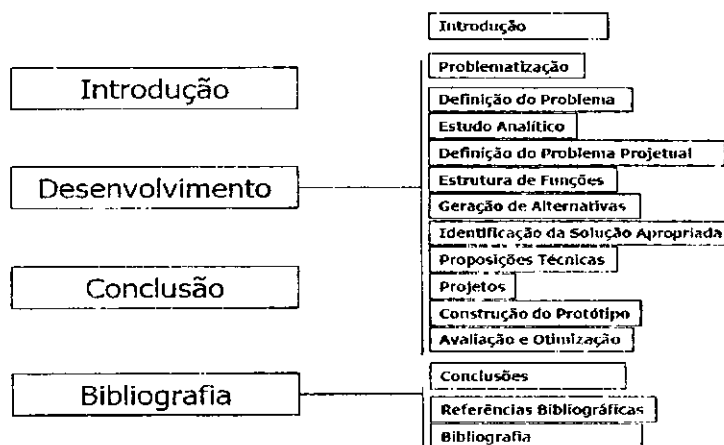 Introdução
Desenvolvimento
Conclusão
Bibliografia
Introdução
Problematização
Definição do Problema
Estudo Analítico
Definição do Problema Projetual
Estrutura de Funções
Geração de Alternativas
Identificação da Solução Apropriada
Proposições Técnicas
Projetos
Construção do Protótipo
Avaliação e Otimização
Conclusões
Referências Bibliográficas
Bibliografia